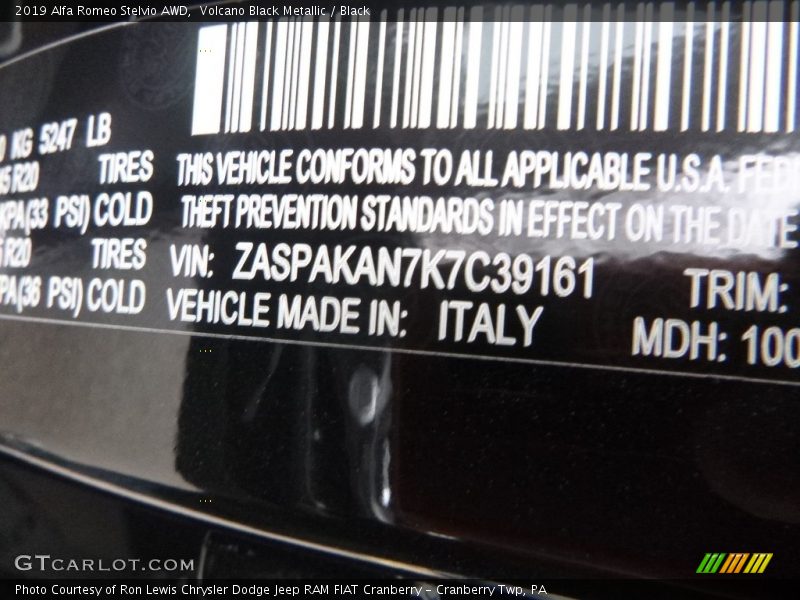 2019 Alfa Romeo Stelvio AWD, Volcano Black Metallic / Black
KG 5247 LB
R20 TIRES
KPA(33 PSI) COLD
R20 TIRES
PA(36 PSI) COLD
THIS VEHICLE CONFORMS TO ALL APPLICABLE U.S.A. FED
THEFT PREVENTION STANDARDS IN EFFECT ON THE DATE
VIN: ZASPAKAN7K7C39161 TRIM:
VEHICLE MADE IN: ITALY MDH: 100
GTCARLOT.COM
Photo Courtesy of Ron Lewis Chrysler Dodge Jeep RAM FIAT Cranberry – Cranberry Twp, PA